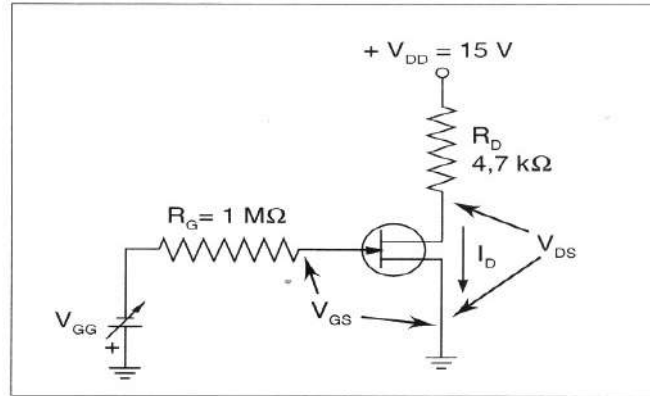 + V_DD = 15 V
R_D
4,7 kΩ
R_G= 1 MΩ
I_D
V_DS
V_GS
V_GG
+